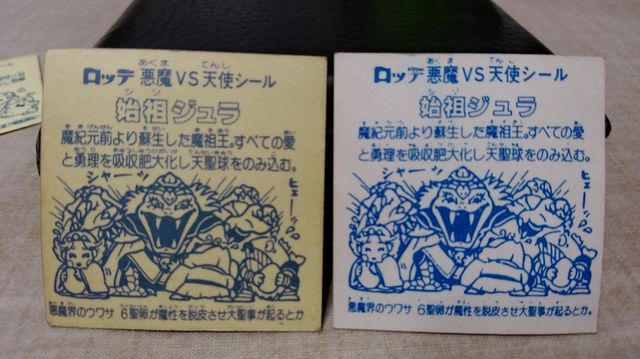 ロッテ 悪魔VS天使シール
始祖ジュラ
魔紀元前より蘇生した魔祖王。すべての愛
と勇理を吸収肥大化し天聖球をのみ込む。
シャーッ
ヒューーッ
悪魔界のウワサ 6聖卵が魔性を脱皮させ大聖事が起るとか。
ロッテ 悪魔VS天使シール
始祖ジュラ
魔紀元前より蘇生した魔祖王。すべての愛
と勇理を吸収肥大化し天聖球をのみ込む。
シャーッ
ヒューーッ
悪魔界のウワサ 6聖卵が魔性を脱皮させ大聖事が起るとか。